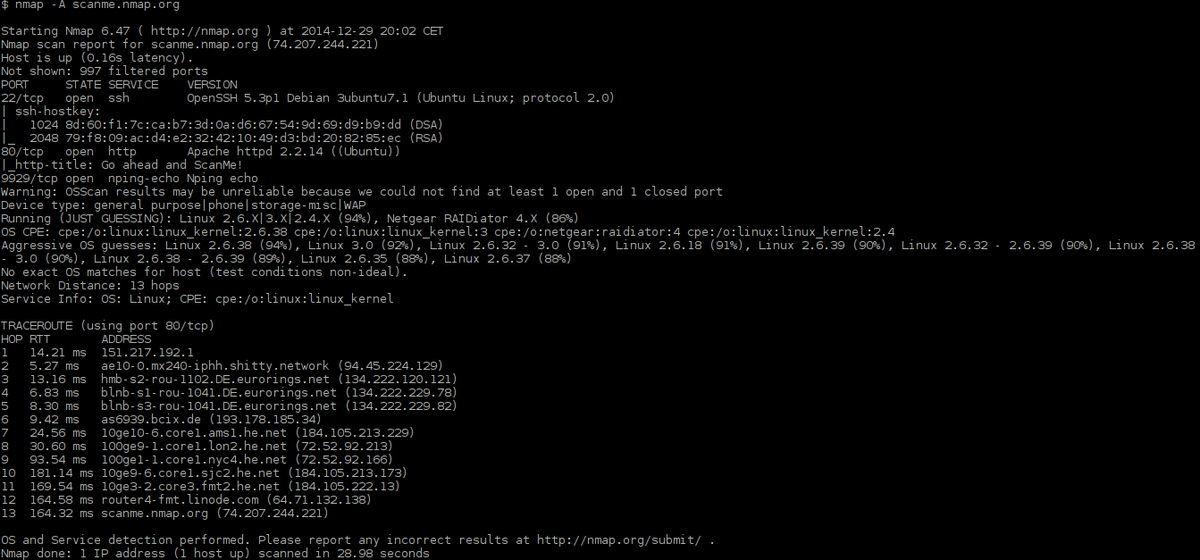 $ nmap -A scanme.nmap.org
Starting Nmap 6.47 ( http://nmap.org ) at 2014-12-29 20:02 CET
Nmap scan report for scanme.nmap.org (74.207.244.221)
Host is up (0.16s latency).
Not shown: 997 filtered ports
PORT     STATE SERVICE    VERSION
22/tcp   open  ssh        OpenSSH 5.3p1 Debian 3ubuntu7.1 (Ubuntu Linux; protocol 2.0)
| ssh-hostkey:
|   1024 8d:60:f1:7c:ca:b7:3d:0a:d6:67:54:9d:69:d9:b9:dd (DSA)
|_  2048 79:f8:09:ac:d4:e2:32:42:10:49:d3:bd:20:82:85:ec (RSA)
80/tcp   open  http       Apache httpd 2.2.14 ((Ubuntu))
|_http-title: Go ahead and ScanMe!
9929/tcp open  nping-echo Nping echo
Warning: OSScan results may be unreliable because we could not find at least 1 open and 1 closed port
Device type: general purpose|phone|storage-misc|WAP
Running (JUST GUESSING): Linux 2.6.X|3.X|2.4.X (94%), Netgear RAIDiator 4.X (86%)
OS CPE: cpe:/o:linux:linux_kernel:2.6.38 cpe:/o:linux:linux_kernel:3 cpe:/o:netgear:raidiator:4 cpe:/o:linux:linux_kernel:2.4
Aggressive OS guesses: Linux 2.6.38 (94%), Linux 3.0 (92%), Linux 2.6.32 - 3.0 (91%), Linux 2.6.18 (91%), Linux 2.6.39 (90%), Linux 2.6.32 - 2.6.39 (90%), Linux 2.6.38
- 3.0 (90%), Linux 2.6.38 - 2.6.39 (89%), Linux 2.6.35 (88%), Linux 2.6.37 (88%)
No exact OS matches for host (test conditions non-ideal).
Network Distance: 13 hops
Service Info: OS: Linux; CPE: cpe:/o:linux:linux_kernel
TRACEROUTE (using port 80/tcp)
HOP RTT       ADDRESS
1   14.21 ms  151.217.192.1
2   5.27 ms   ae10-0.mx240-iphh.shitty.network (94.45.224.129)
3   13.16 ms  hmb-s2-rou-1102.DE.eurorings.net (134.222.120.121)
4   6.83 ms   blnb-s1-rou-1041.DE.eurorings.net (134.222.229.78)
5   8.30 ms   blnb-s3-rou-1041.DE.eurorings.net (134.222.229.82)
6   9.42 ms   as6939.bcix.de (193.178.185.34)
7   24.56 ms  10ge10-6.core1.ams1.he.net (184.105.213.229)
8   30.60 ms  100ge9-1.core1.lon2.he.net (72.52.92.213)
9   93.54 ms  100ge1-1.core1.nyc4.he.net (72.52.92.166)
10  181.14 ms 10ge9-6.core1.sjc2.he.net (184.105.213.173)
11  169.54 ms 10ge3-2.core3.fmt2.he.net (184.105.222.13)
12  164.58 ms router4-fmt.linode.com (64.71.132.138)
13  164.32 ms scanme.nmap.org (74.207.244.221)
OS and Service detection performed. Please report any incorrect results at http://nmap.org/submit/ .
Nmap done: 1 IP address (1 host up) scanned in 28.98 seconds